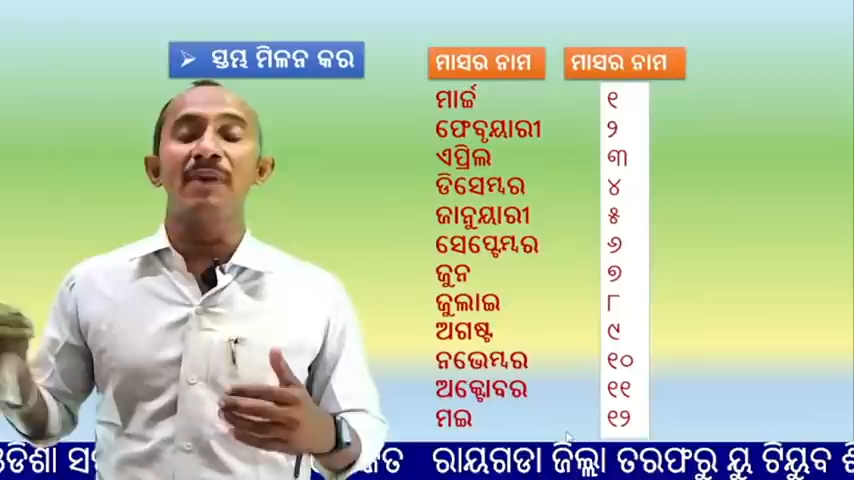 ➢ ସ୍ତମ୍ଭ ମିଳନ କର
ମାସର ନାମ ମାସର ନାମ
ମାର୍ଚ୍ଚ ୧
ଫେବୃୟାରୀ ୨
ଏପ୍ରିଲ ୩
ଡିସେମ୍ବର ୪
ଜାନୁୟାରୀ ୫
ସେପ୍ଟେମ୍ବର ୬
ଜୁନ ୭
ଜୁଲାଇ ୮
ଅଗଷ୍ଟ ୯
ନଭେମ୍ବର ୧୦
ଅକ୍ଟୋବର ୧୧
ମଇ ୧୨
ରାୟଗଡା ଜିଲ୍ଲା ତରଫରୁ ୟୁ ଟିୟୁବ